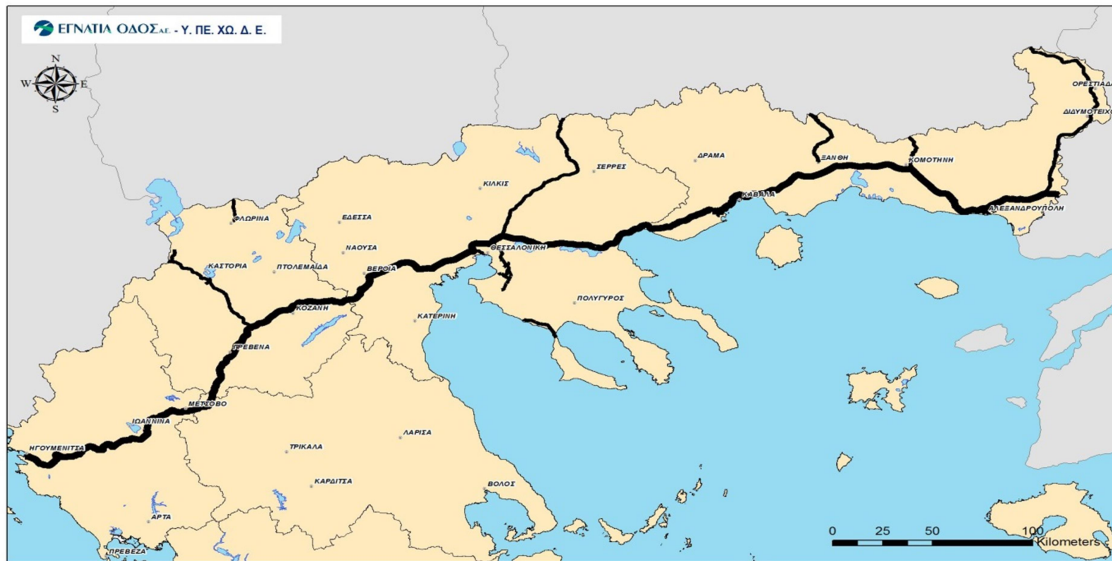 ΕΓΝΑΤΙΑ ΟΔΟΣ Α.Ε. - Υ. ΠΕ. ΧΩ. Δ. Ε.
N
W E
S
ΟΡΕΣΤΙΑΔΑ
ΔΙΔΥΜΟΤΕΙΧΟ
ΔΡΑΜΑ
ΞΑΝΘΗ
ΚΟΜΟΤΗΝΗ
ΣΕΡΡΕΣ
ΚΙΛΚΙΣ
ΚΑΒΑΛΑ
ΑΛΕΞΑΝΔΡΟΥΠΟΛΗ
ΦΛΩΡΙΝΑ
ΕΔΕΣΣΑ
ΝΑΟΥΣΑ
ΘΕΣΣΑΛΟΝΙΚΗ
ΚΑΣΤΟΡΙΑ
ΠΤΟΛΕΜΑΪΔΑ
ΒΕΡΟΙΑ
ΠΟΛΥΓΥΡΟΣ
ΚΟΖΑΝΗ
ΚΑΤΕΡΙΝΗ
ΓΡΕΒΕΝΑ
ΜΕΤΣΟΒΟ
ΙΩΑΝΝΙΝΑ
ΗΓΟΥΜΕΝΙΤΣΑ
ΛΑΡΙΣΑ
ΤΡΙΚΑΛΑ
ΚΑΡΔΙΤΣΑ
ΒΟΛΟΣ
ΑΡΤΑ
ΠΡΕΒΕΖΑ
0 25 50 100
Kilometers